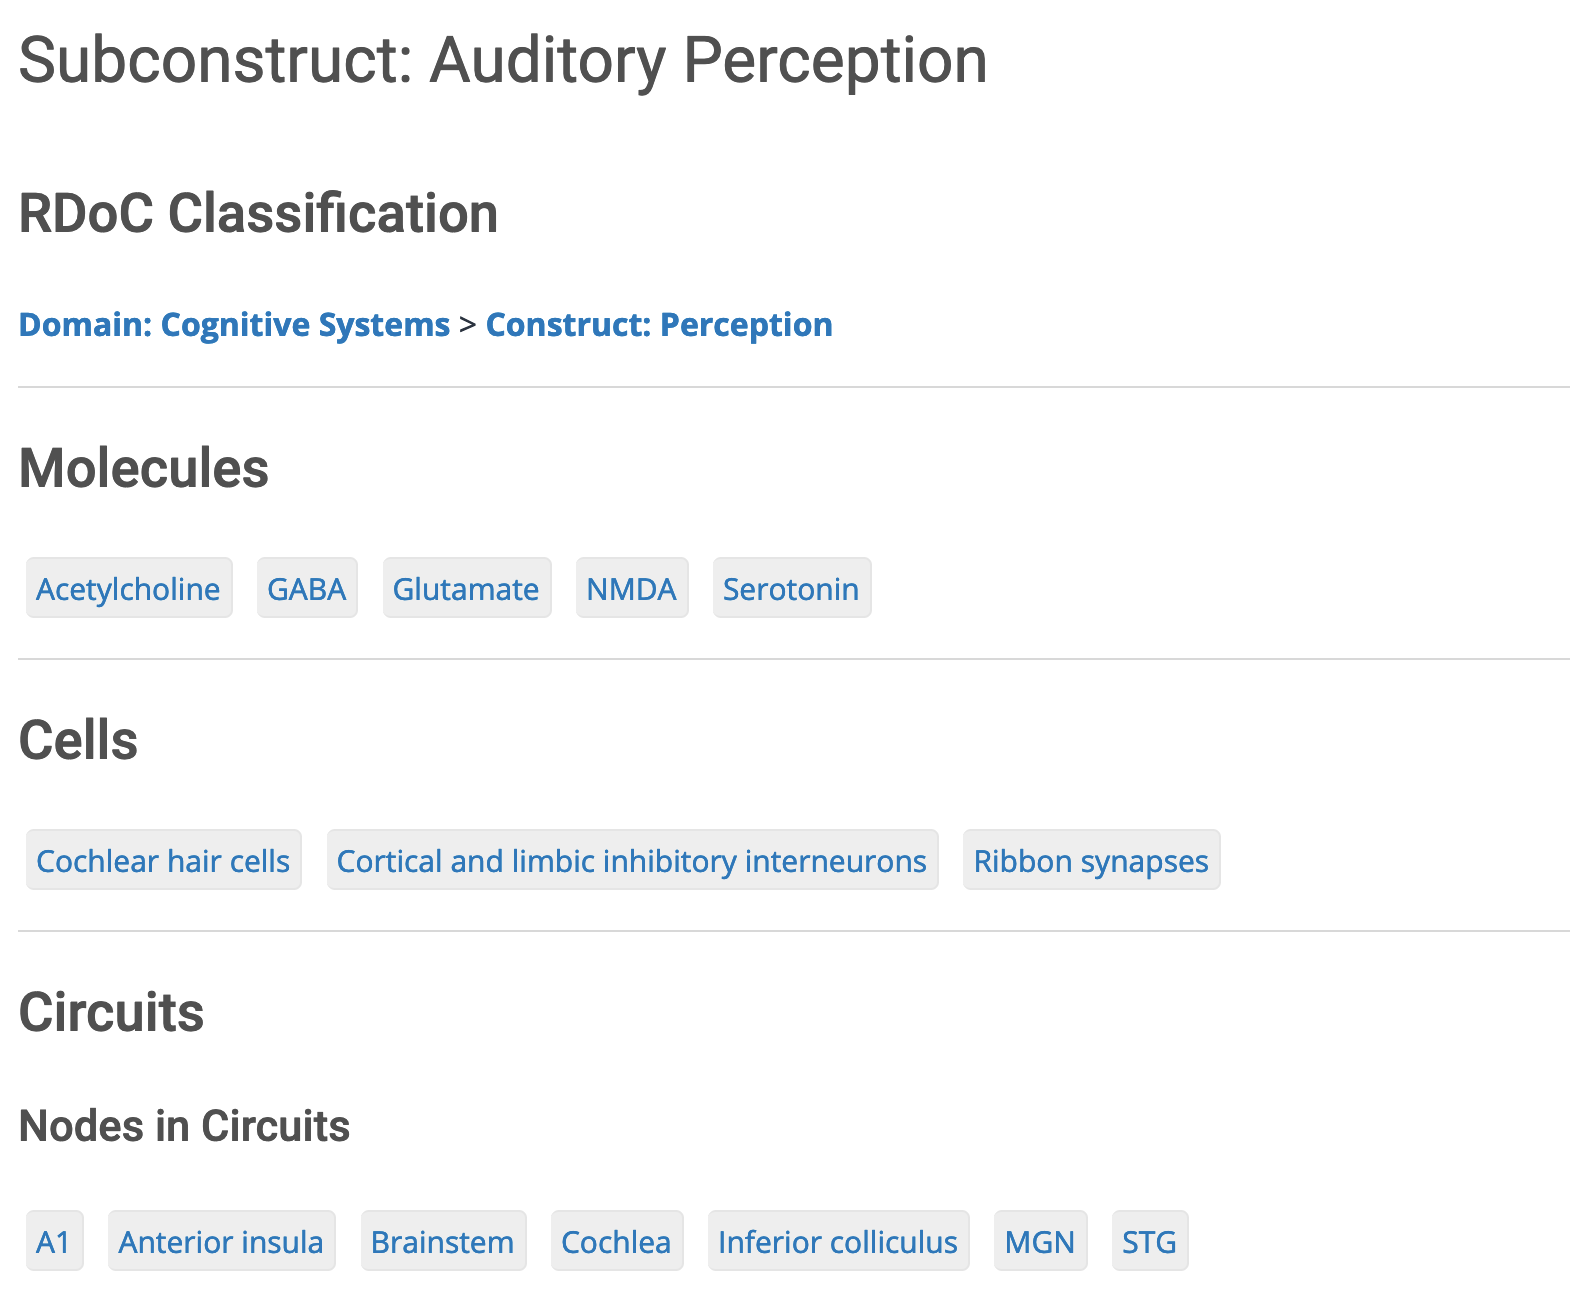 Subconstruct: Auditory Perception
RDoC Classification
Domain: Cognitive Systems > Construct: Perception
Molecules
Acetylcholine GABA Glutamate NMDA Serotonin
Cells
Cochlear hair cells Cortical and limbic inhibitory interneurons Ribbon synapses
Circuits
Nodes in Circuits
A1 Anterior insula Brainstem Cochlea Inferior colliculus MGN STG